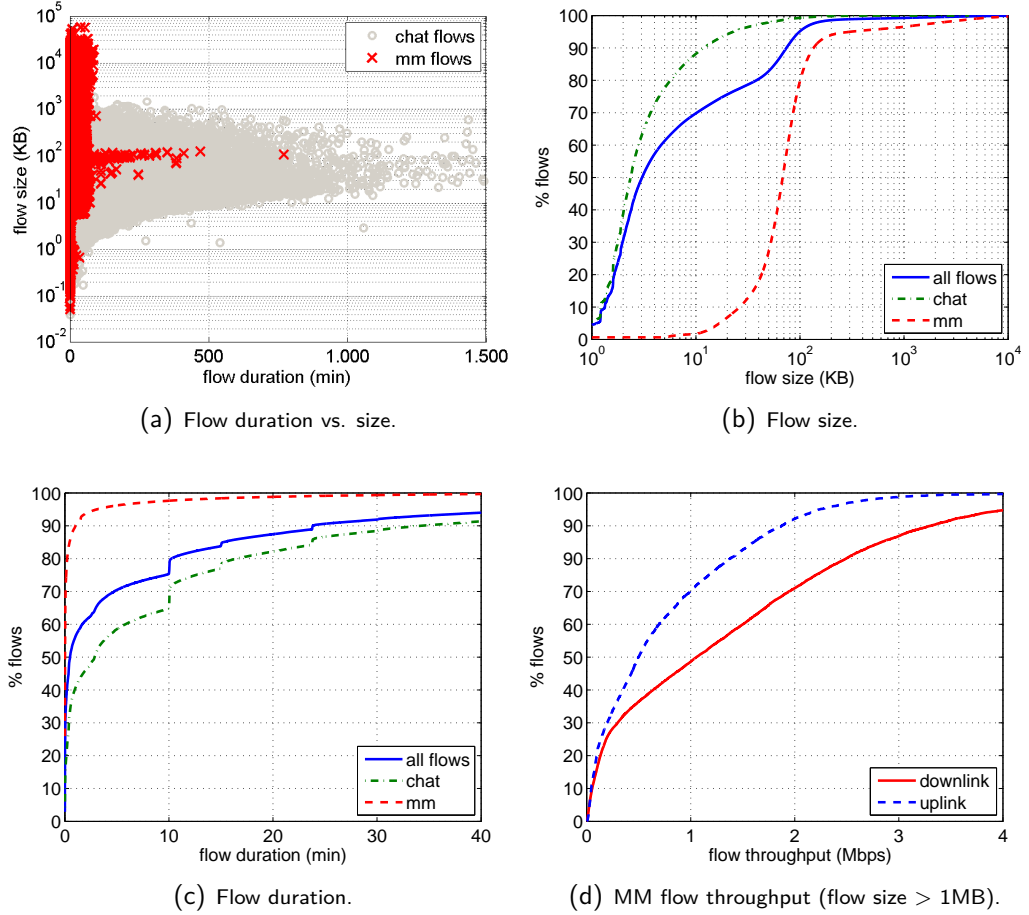 10^5
10^4
10^3
10^2
10^1
10^0
10^-1
10^-2
flow size (KB)
chat flows
mm flows
0 500 1.000 1.500
flow duration (min)
(a) Flow duration vs. size.
100
90
80
70
60
50
40
30
20
10
0
% flows
all flows
chat
mm
10^0 10^1 10^2 10^3 10^4
flow size (KB)
(b) Flow size.
100
90
80
70
60
50
40
30
20
10
0
% flows
all flows
chat
mm
0 10 20 30 40
flow duration (min)
(c) Flow duration.
100
90
80
70
60
50
40
30
20
10
0
% flows
downlink
uplink
0 1 2 3 4
flow throughput (Mbps)
(d) MM flow throughput (flow size > 1MB).